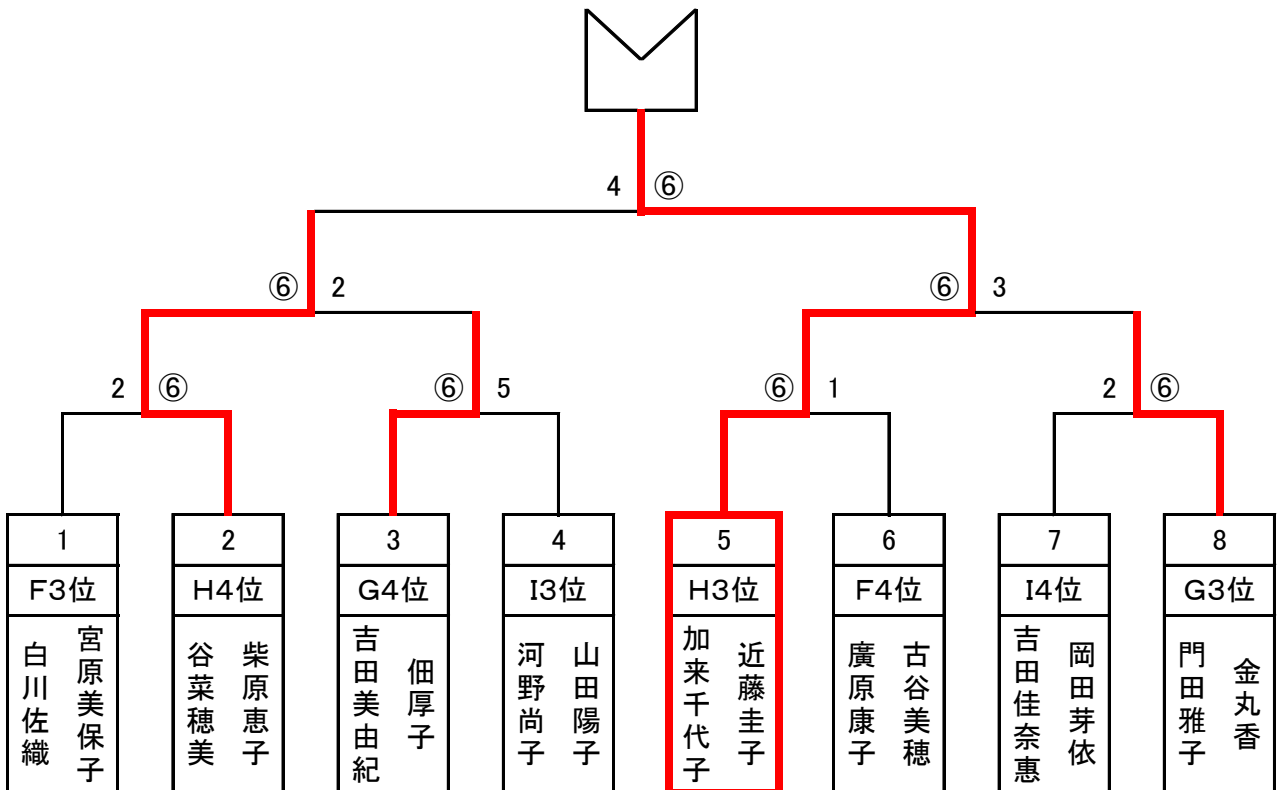 4 ⑥
⑥ 2 ⑥ 3
2 ⑥ ⑥ 5 ⑥ 1 2 ⑥
1 2 3 4 5 6 7 8
F3位 H4位 G4位 I3位 H3位 F4位 I4位 G3位
宮原美保子
白川佐織
柴原恵子
谷菜穂美
佃厚子
吉田美由紀
山田陽子
河野尚子
近藤圭子
加来千代子
古谷美穂
廣原康子
岡田芽依
吉田佳奈惠
金丸香
門田雅子